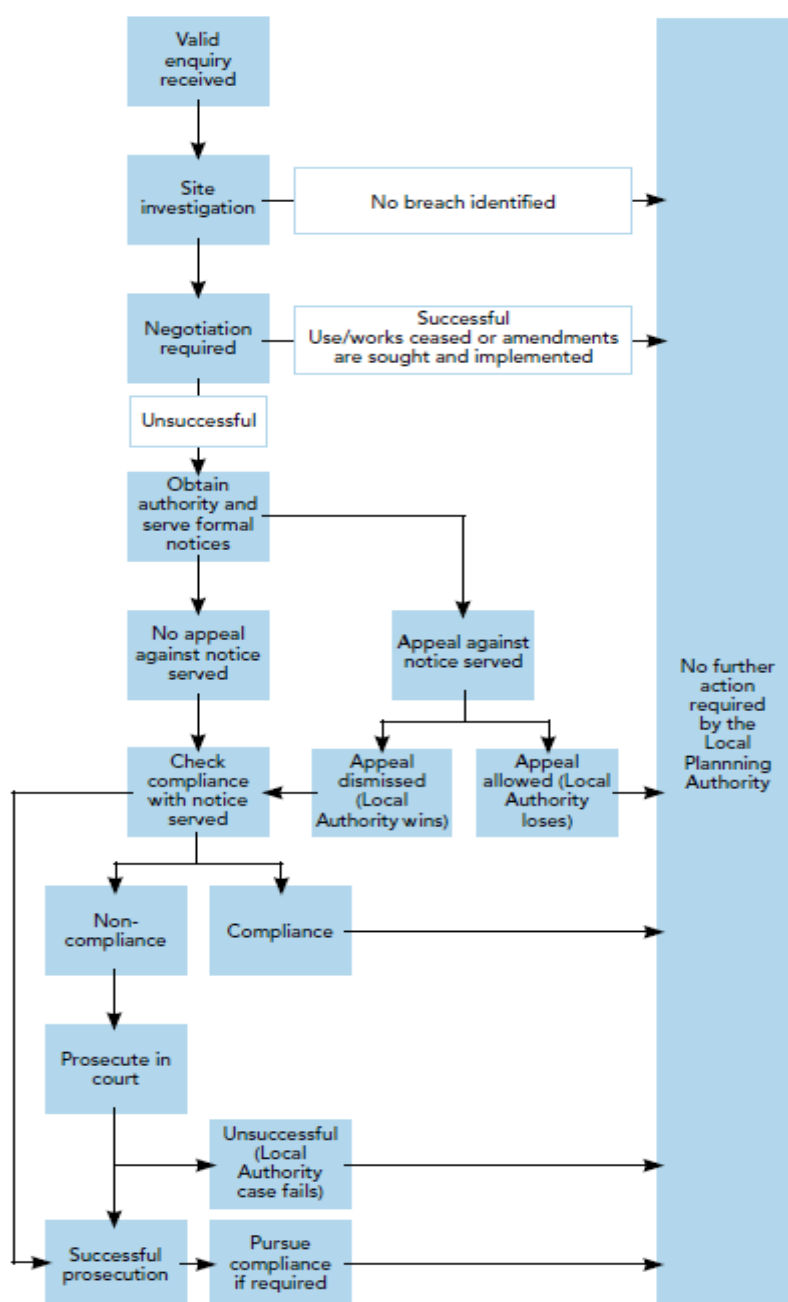 Valid
enquiry
received
Site
investigation
No breach identified
Negotiation
required
Successful
Use/works ceased or amendments
are sought and implemented
Unsuccessful
Obtain
authority and
serve formal
notices
No appeal
against notice
served
Appeal against
notice served
Check
compliance
with notice
served
Appeal
dismissed
(Local
Authority wins)
Appeal
allowed (Local
Authority
loses)
No further
action
required
by the
Local
Plannning
Authority
Non-
compliance
Compliance
Prosecute in
court
Unsuccessful
(Local
Authority
case fails)
Successful
prosecution
Pursue
compliance
if required